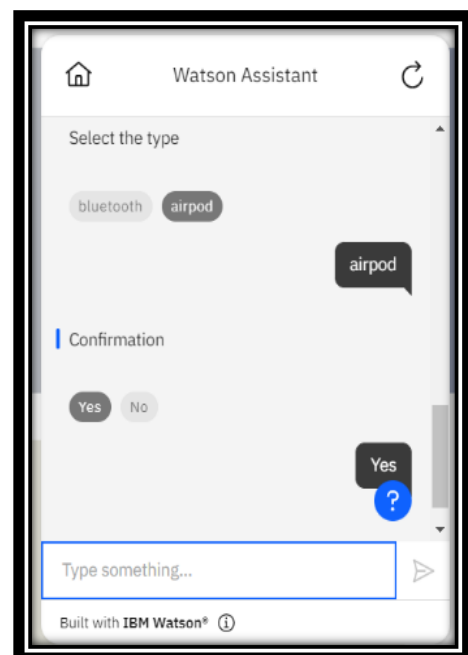 Watson Assistant
Select the type
bluetooth airpod
airpod
Confirmation
Yes No
Yes
?
Type something...
Built with IBM Watson®